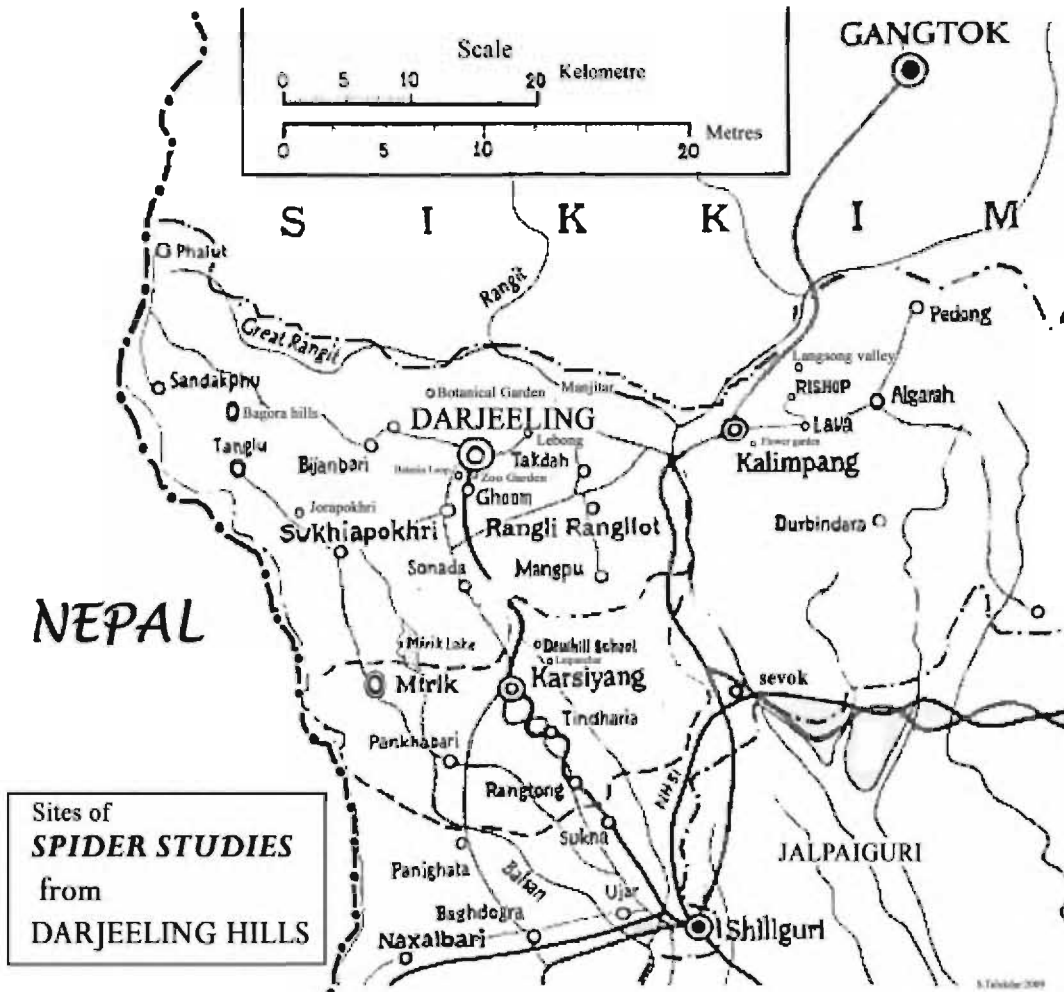 GANGTOK
Scale
0 5 10 20 Kelometre
Metres
0 5 10 20
S I K K I M
Phalut
Rangit
Great Rangit
Pedong
Langsong valley
Sandakphu
Botanical Garden
Manjitar
RISHOP
Algarah
Bagora hills
DARJEELING
Lava
Tanglu
Bijanbari
Lebong
Flower garden
Takdah
Kalimpang
Batasia Loop
Zoo Garden
Ghoom
Jorapokhri
Sukhiapokhri
Rangli Rangliot
Durbindara
Sonada
Mangpu
NEPAL
Mirik Lake
Dowhill School
Mirik
Karsiyang
sevok
Tindharia
Pankhabari
Rangtong
NH31
Sites of
SPIDER STUDIES
from
DARJEELING HILLS
Sukna
JALPAIGURI
Panighata
Balsan
Ujar
Baghdogra
Naxalbari
Shillguri